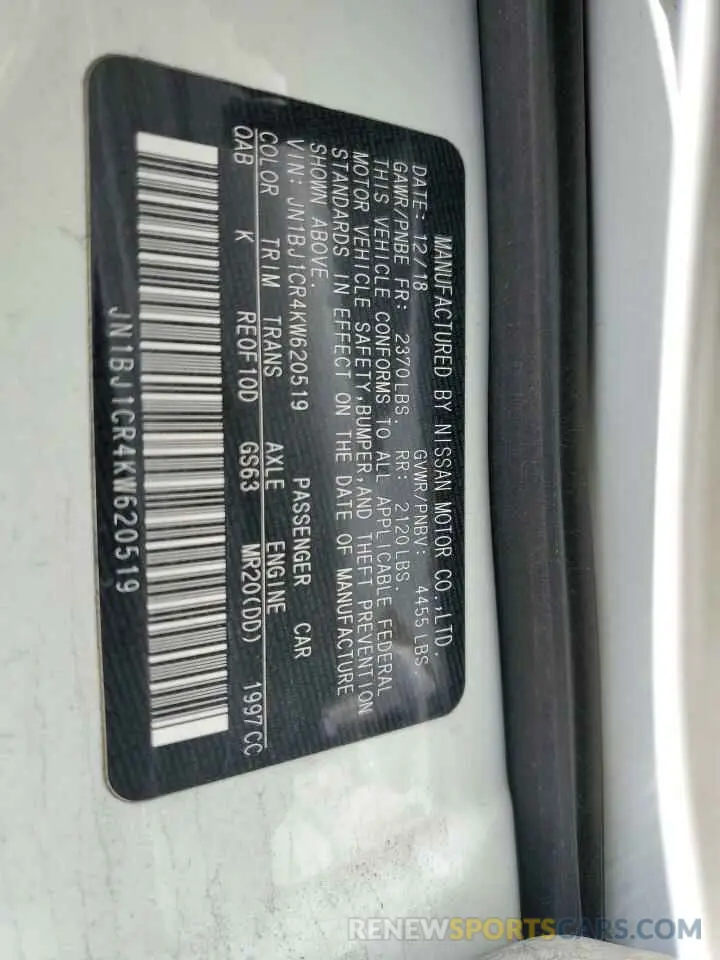 MANUFACTURED BY NISSAN MOTOR CO.,LTD.
DATE: 12/18 GVWR/PNBV: 4455 LBS
GAWR/PNBE FR: 2370LBS. RR: 2120LBS.
THIS VEHICLE CONFORMS TO ALL APPLICABLE FEDERAL
MOTOR VEHICLE SAFETY,BUMPER,AND THEFT PREVENTION
STANDARDS IN EFFECT ON THE DATE OF MANUFACTURE
SHOWN ABOVE.
VIN: JN1BJ1CR4KW620519 PASSENGER CAR
COLOR TRIM TRANS AXLE ENGINE
QAB K RE0F10D GS63 MR20(DD) 1997CC
JN1BJ1CR4KW620519
RENEWSPORTSCARS.COM